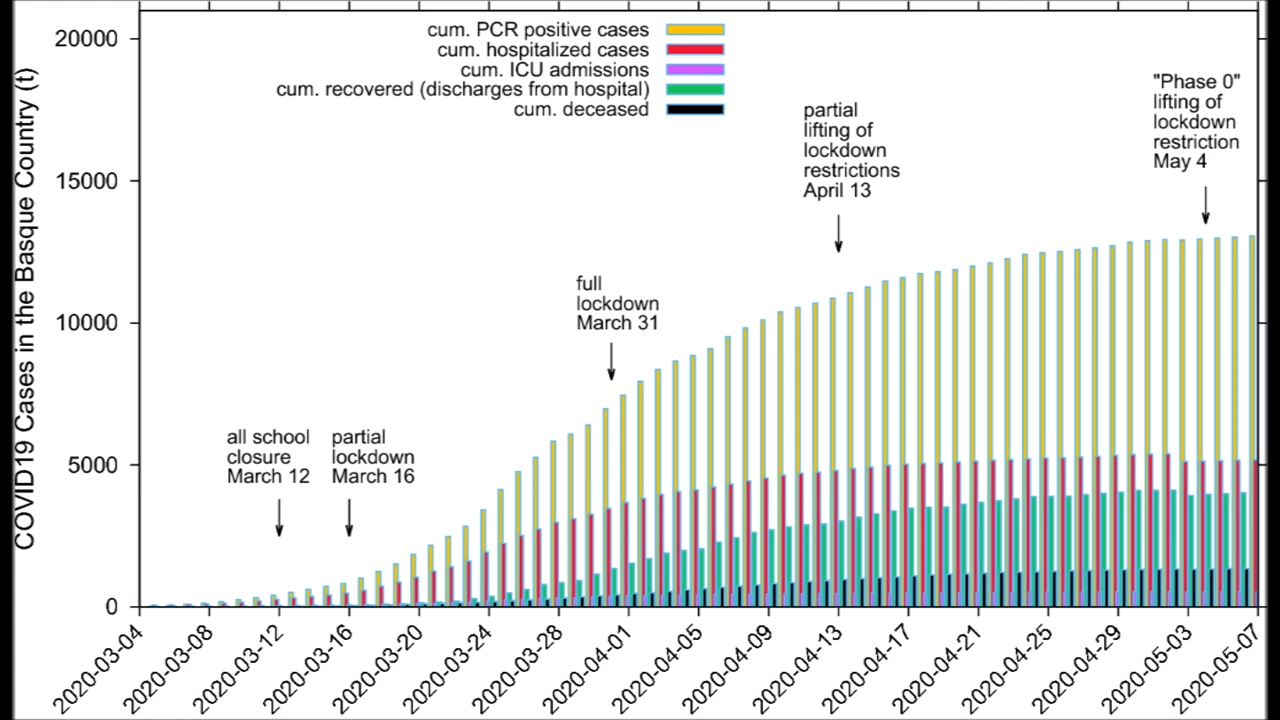 COVID19 Cases in the Basque Country (t)
20000
15000
10000
5000
0
cum. PCR positive cases
cum. hospitalized cases
cum. ICU admissions
cum. recovered (discharges from hospital)
cum. deceased
all school
closure
March 12
partial
lockdown
March 16
full
lockdown
March 31
partial
lifting of
lockdown
restrictions
April 13
"Phase 0"
lifting of
lockdown
restriction
May 4
2020-03-04
2020-03-08
2020-03-12
2020-03-16
2020-03-20
2020-03-24
2020-03-28
2020-04-01
2020-04-05
2020-04-09
2020-04-13
2020-04-17
2020-04-21
2020-04-25
2020-04-29
2020-05-03
2020-05-07